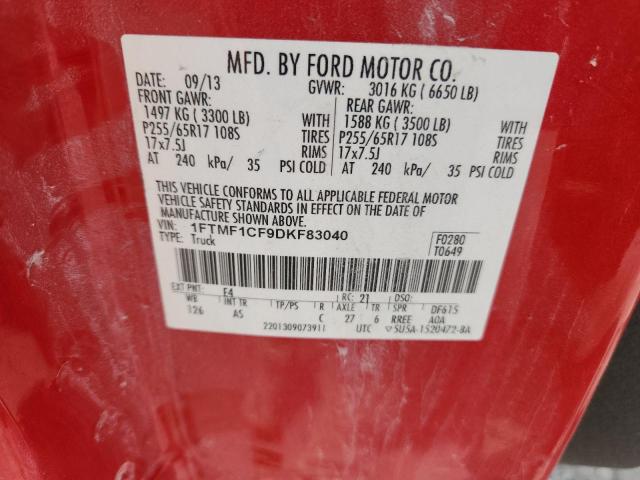 MFD. BY FORD MOTOR CO.
DATE: 09/13 GVWR: 3016 KG ( 6650 LB)
FRONT GAWR: REAR GAWR:
1497 KG ( 3300 LB) WITH 1588 KG ( 3500 LB) WITH
P255/65R17 108S TIRES P255/65R17 108S TIRES
17x7.5J RIMS 17x7.5J RIMS
AT 240 kPa/ 35 PSI COLD AT 240 kPa/ 35 PSI COLD
THIS VEHICLE CONFORMS TO ALL APPLICABLE FEDERAL MOTOR
VEHICLE SAFETY STANDARDS IN EFFECT ON THE DATE OF
MANUFACTURE SHOWN ABOVE.
VIN: 1FTMF1CF9DKF83040 F0280
TYPE: Truck T0649
EXT PNT: E4 RC: 21 DSO:
WB INT TR TP/PS R AXLE TR SPR DF615
126 AS C 27 6 RREE AOA
2201309073911 UTC 5U5A-1520472-BA